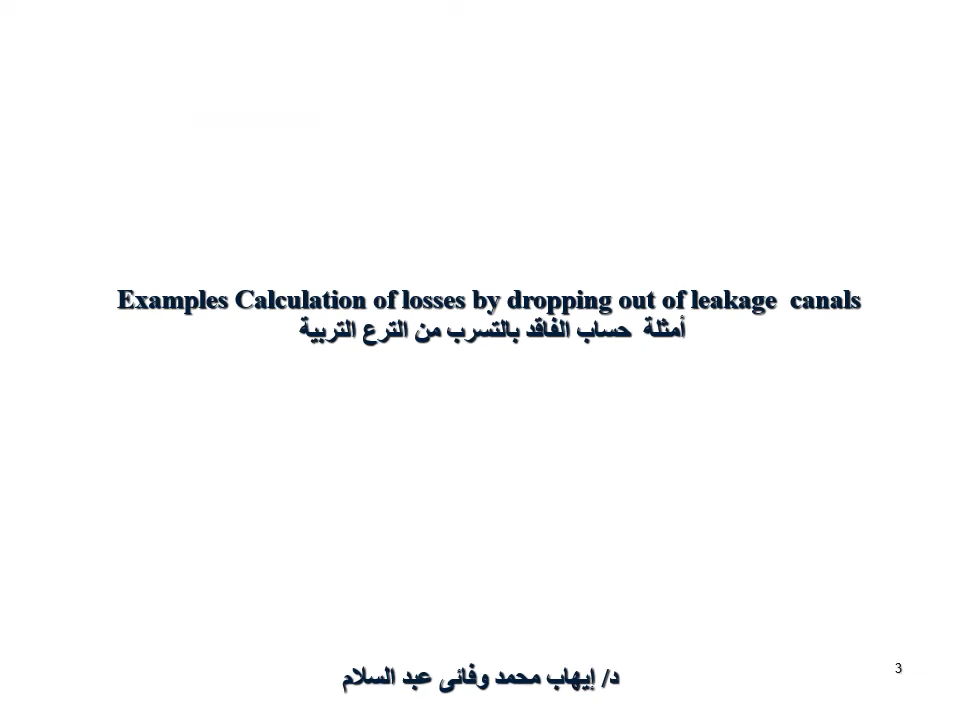 Examples Calculation of losses by dropping out of leakage canals
أمثلة حساب الفاقد بالتسرب من الترع التربية
د/ إيهاب محمد وفائى عبد السلام
3